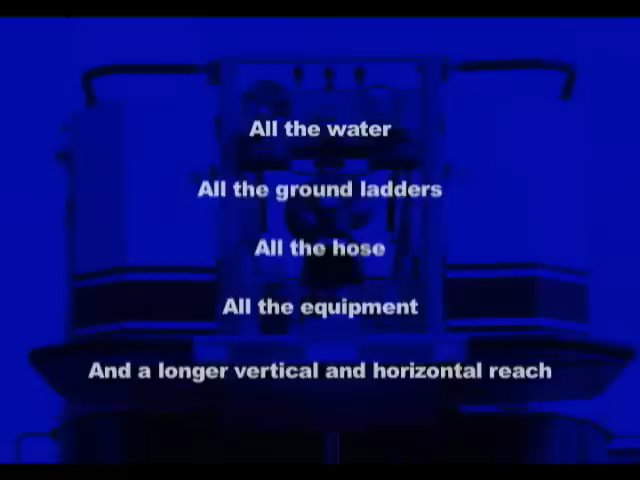 All the water
All the ground ladders
All the hose
All the equipment
And a longer vertical and horizontal reach